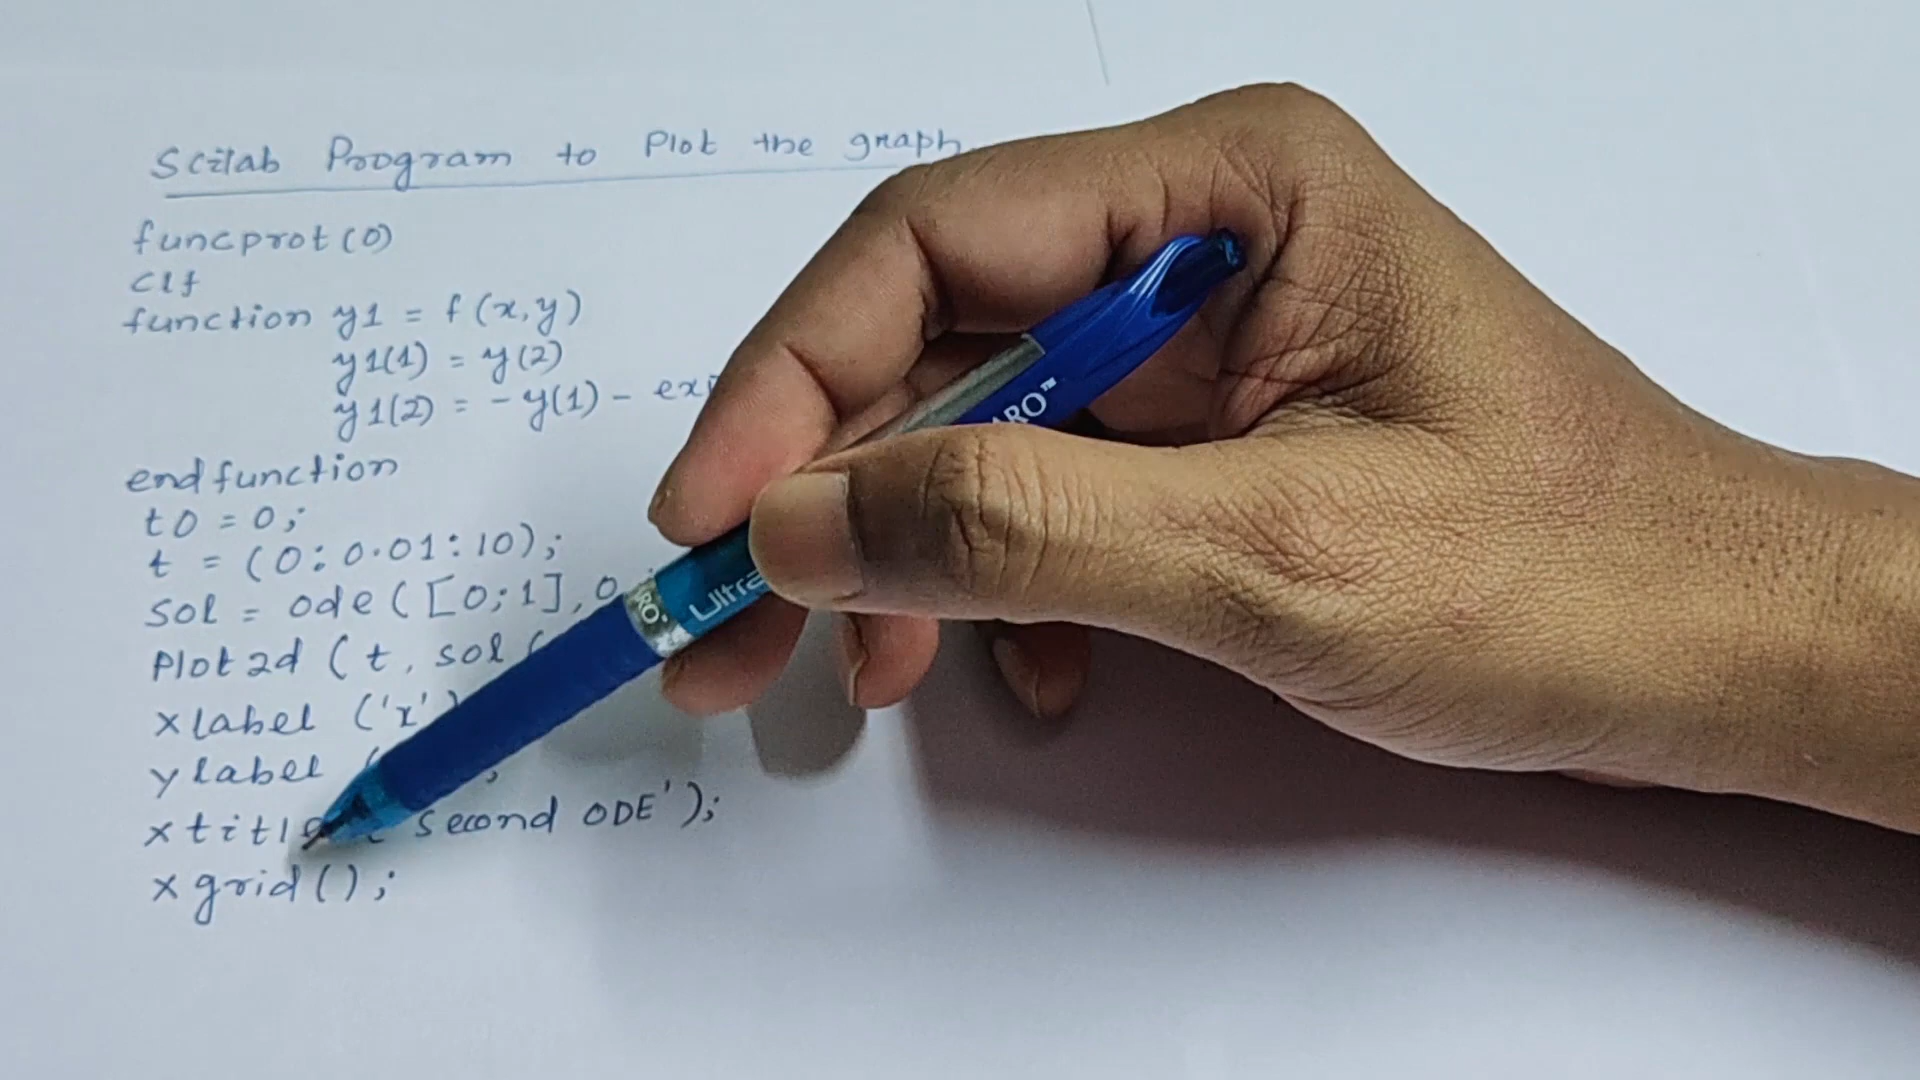 Scilab Program to Plot the graph
funcprot(0)
clf
function y1 = f(x,y)
y1(1) = y(2)
y1(2) = -y(1) -
endfunction
t0 = 0;
t = (0:0.01:10);
sol = ode([0;1],0
Plot2d (t, sol (
xlabel ('x')
ylabel (
xtitle second ODE');
xgrid();
Ultra